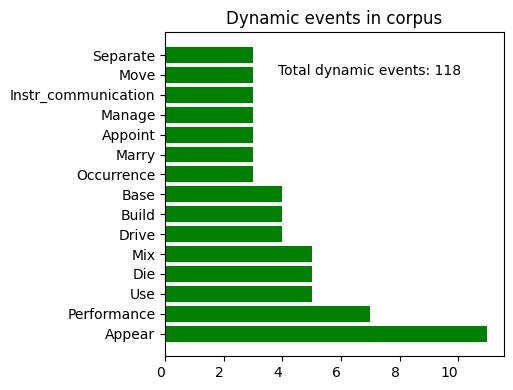 Dynamic events in corpus
Separate
Move
Total dynamic events: 118
Instr_communication
Manage
Appoint
Marry
Occurrence
Base
Build
Drive
Mix
Die
Use
Performance
Appear
0 2 4 6 8 10